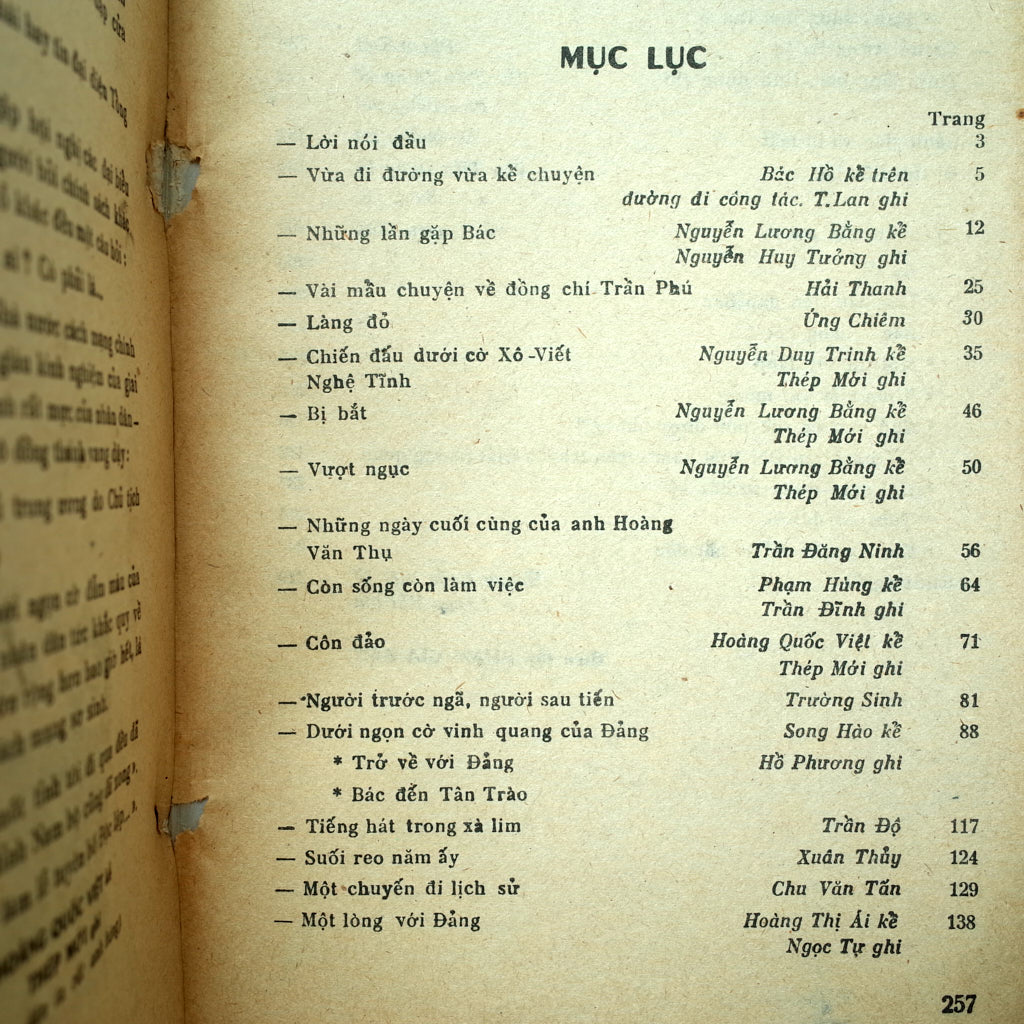 hay tin đại diện Tổng
MỤC LỤC
Trang
— Lời nói đầu 3
— Vừa đi đường vừa kể chuyện Bác Hồ kể trên 5
đường đi công tác. T.Lan ghi
— Những lần gặp Bác Nguyễn Lương Bằng kể 12
Nguyễn Huy Tưởng ghi
— Vài mẩu chuyện về đồng chí Trần Phú Hải Thanh 25
— Làng đỏ Ứng Chiêm 30
— Chiến đấu dưới cờ Xô-Viết Nguyễn Duy Trinh kể 35
Nghệ Tĩnh Thép Mới ghi
— Bị bắt Nguyễn Lương Bằng kể 46
Thép Mới ghi
— Vượt ngục Nguyễn Lương Bằng kể 50
Thép Mới ghi
— Những ngày cuối cùng của anh Hoàng
Văn Thụ Trần Đăng Ninh 56
— Còn sống còn làm việc Phạm Hùng kể 64
Trần Đĩnh ghi
— Côn đảo Hoàng Quốc Việt kể 71
Thép Mới ghi
— Người trước ngã, người sau tiến Trường Sinh 81
— Dưới ngọn cờ vinh quang của Đảng Song Hào kể 88
* Trở về với Đảng Hồ Phương ghi
* Bác đến Tân Trào
— Tiếng hát trong xà lim Trần Độ 117
— Suối reo năm ấy Xuân Thủy 124
— Một chuyến đi lịch sử Chu Văn Tấn 129
— Một lòng với Đảng Hoàng Thị Ái kể 138
Ngọc Tự ghi
257